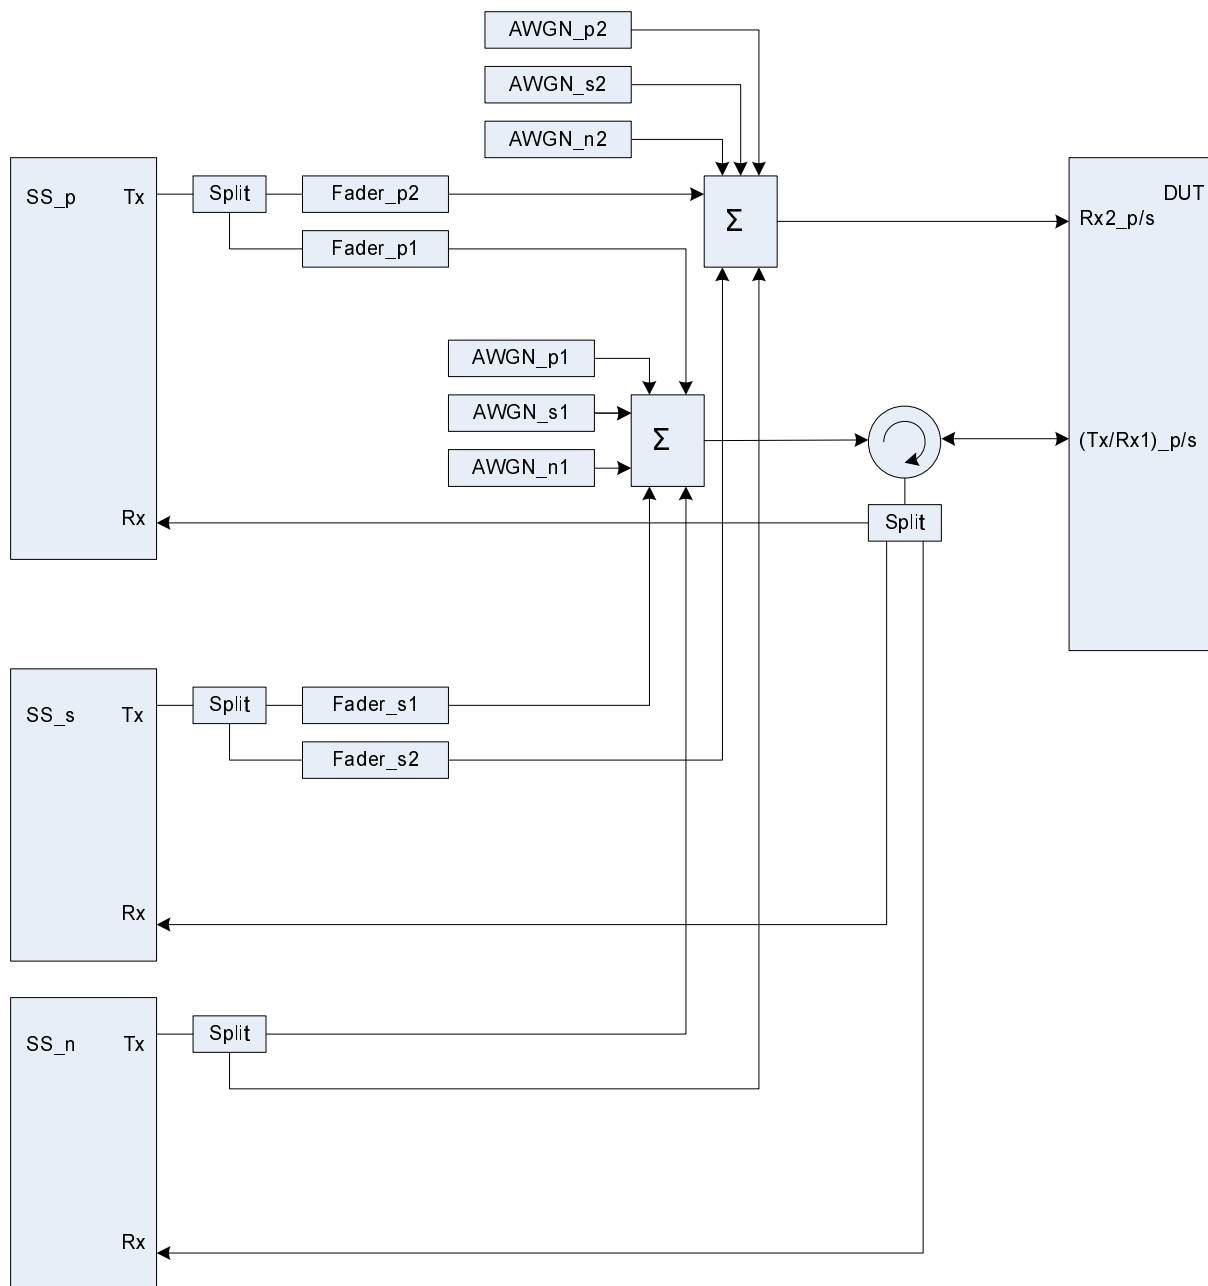 AWGN_p2
AWGN_s2
AWGN_n2
SS_p Tx
Split
Fader_p2
Σ
DUT
Rx2_p/s
Fader_p1
AWGN_p1
AWGN_s1
Σ
AWGN_n1
(Tx/Rx1)_p/s
Rx
Split
SS_s Tx
Split
Fader_s1
Fader_s2
Rx
SS_n Tx
Split
Rx